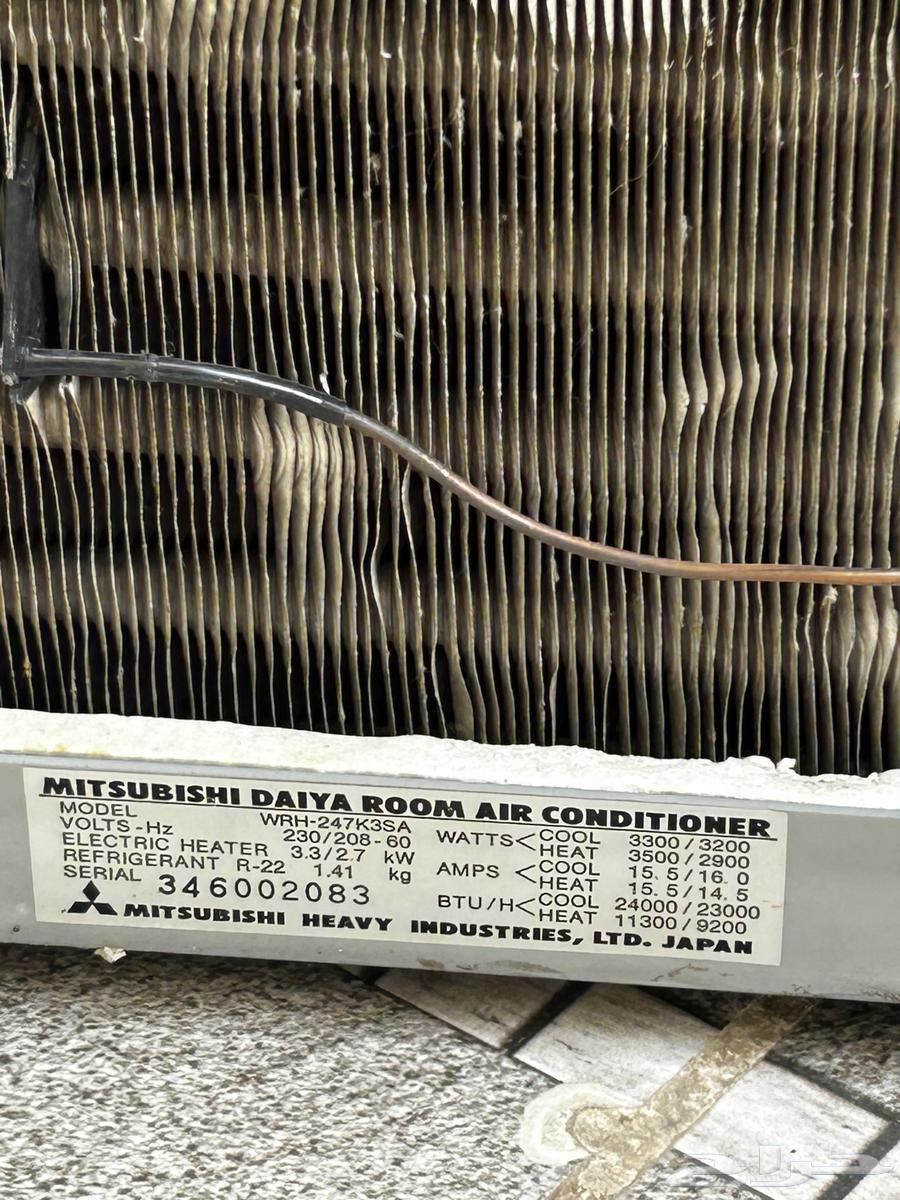 MITSUBISHI DAIYA ROOM AIR CONDITIONER
MODEL WRH-247K3SA
VOLTS-Hz 230/208-60
ELECTRIC HEATER 3.3/2.7 kW
REFRIGERANT R-22 1.41 kg
SERIAL 346002083
WATTS< COOL 3300/3200
HEAT 3500/2900
AMPS < COOL 15.5/16.0
HEAT 15.5/14.5
BTU/H< COOL 24000/23000
HEAT 11300/9200
MITSUBISHI HEAVY INDUSTRIES, LTD. JAPAN
حراج